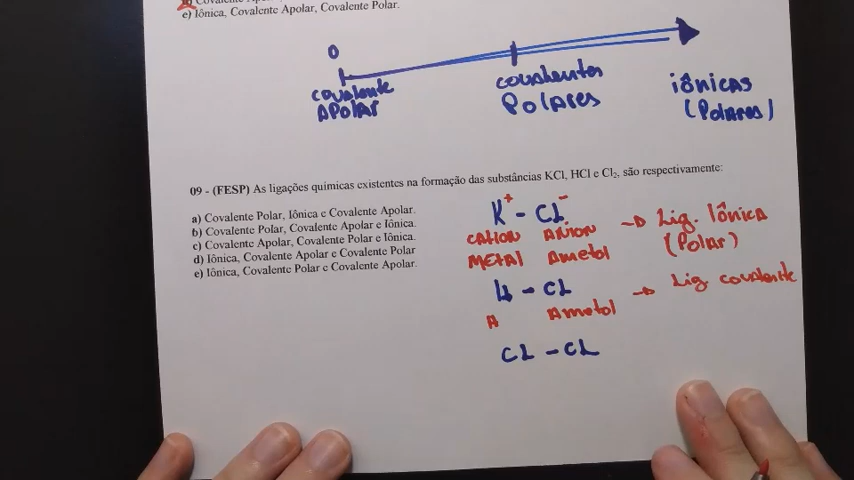 e) Iônica, Covalente Apolar, Covalente Polar.
0
covalente
APOLAR
covalentes
POLARES
iônicas
(Polares)
09 - (FESP) As ligações químicas existentes na formação das substâncias KCl, HCl e Cl₂, são respectivamente:
a) Covalente Polar, Iônica e Covalente Apolar.
b) Covalente Polar, Covalente Apolar e Iônica.
c) Covalente Apolar, Covalente Polar e Iônica.
d) Iônica, Covalente Apolar e Covalente Polar
e) Iônica, Covalente Polar e Covalente Apolar.
K⁺ - CL⁻
CATION ANION → Lig. Iônica
METAL Ametal (Polar)
H - CL
A Ametal → Lig covalente
CL - CL